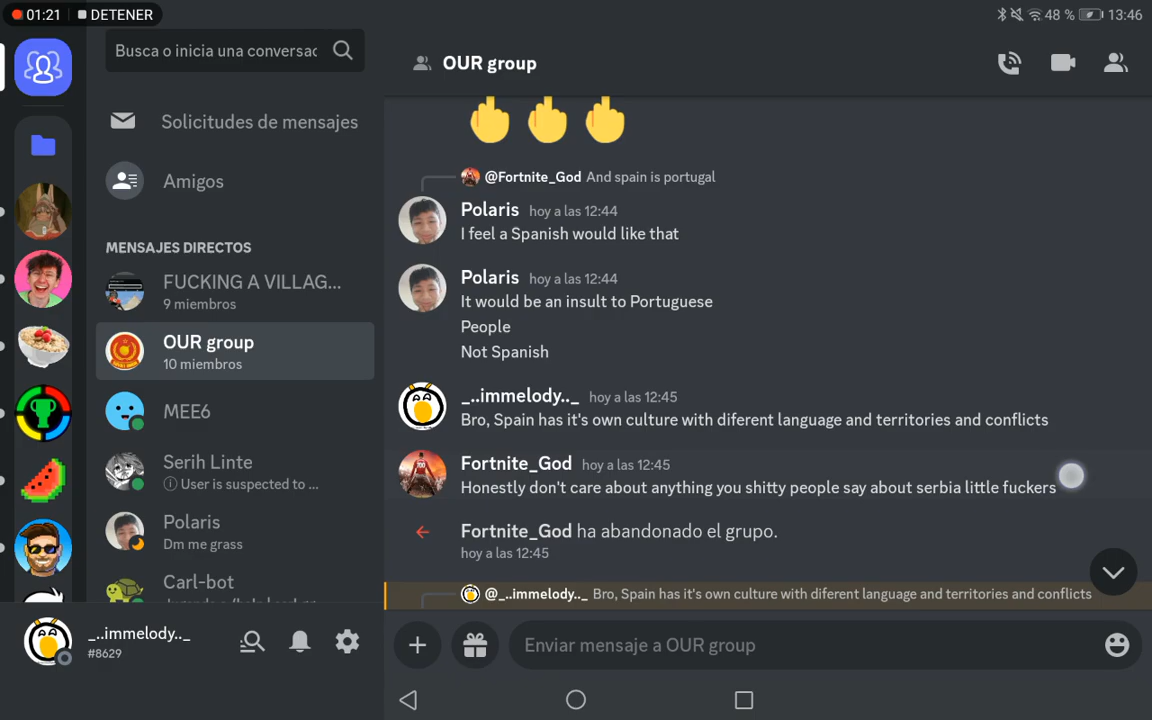 01:21 DETENER
48 % 13:46
Busca o inicia una conversac
Solicitudes de mensajes
Amigos
MENSAJES DIRECTOS
FUCKING A VILLAG...
9 miembros
OUR group
10 miembros
MEE6
Serih Linte
User is suspected to ...
Polaris
Dm me grass
Carl-bot
_..immelody.._
#8629
OUR group
@Fortnite_God And spain is portugal
Polaris hoy a las 12:44
I feel a Spanish would like that
Polaris hoy a las 12:44
It would be an insult to Portuguese
People
Not Spanish
_..immelody.._ hoy a las 12:45
Bro, Spain has it's own culture with diferent language and territories and conflicts
Fortnite_God hoy a las 12:45
Honestly don't care about anything you shitty people say about serbia little fuckers
Fortnite_God ha abandonado el grupo.
hoy a las 12:45
@_..immelody.._ Bro, Spain has it's own culture with diferent language and territories and conflicts
Enviar mensaje a OUR group